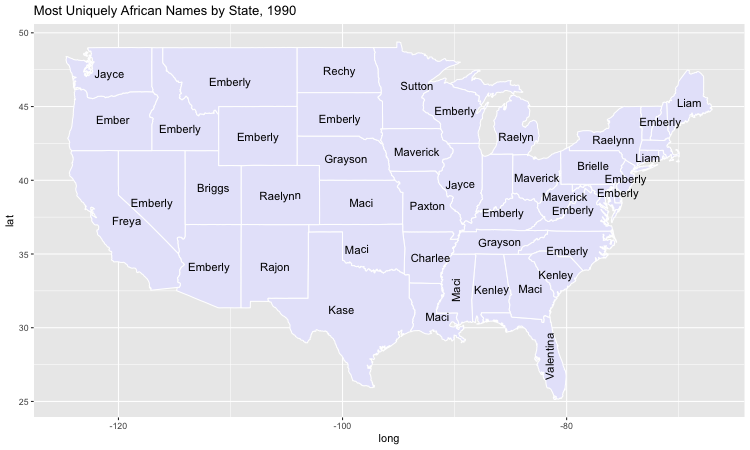 Most Uniquely African Names by State, 1990
50
45
40
35
30
25
lat
Jayce
Emberly
Rechy
Sutton
Liam
Ember
Emberly
Emberly
Emberly
Emberly
Emberly
Raelyn
Raelynn
Grayson
Maverick
Liam
Brielle
Emberly
Briggs
Raelynn
Jayce
Maverick
Emberly
Emberly
Maci
Paxton
Maverick
Emberly
Emberly
Freya
Grayson
Emberly
Maci
Charlee
Emberly
Rajon
Kenley
Maci
Kenley
Maci
Kase
Maci
Valentina
-120
-100
-80
long